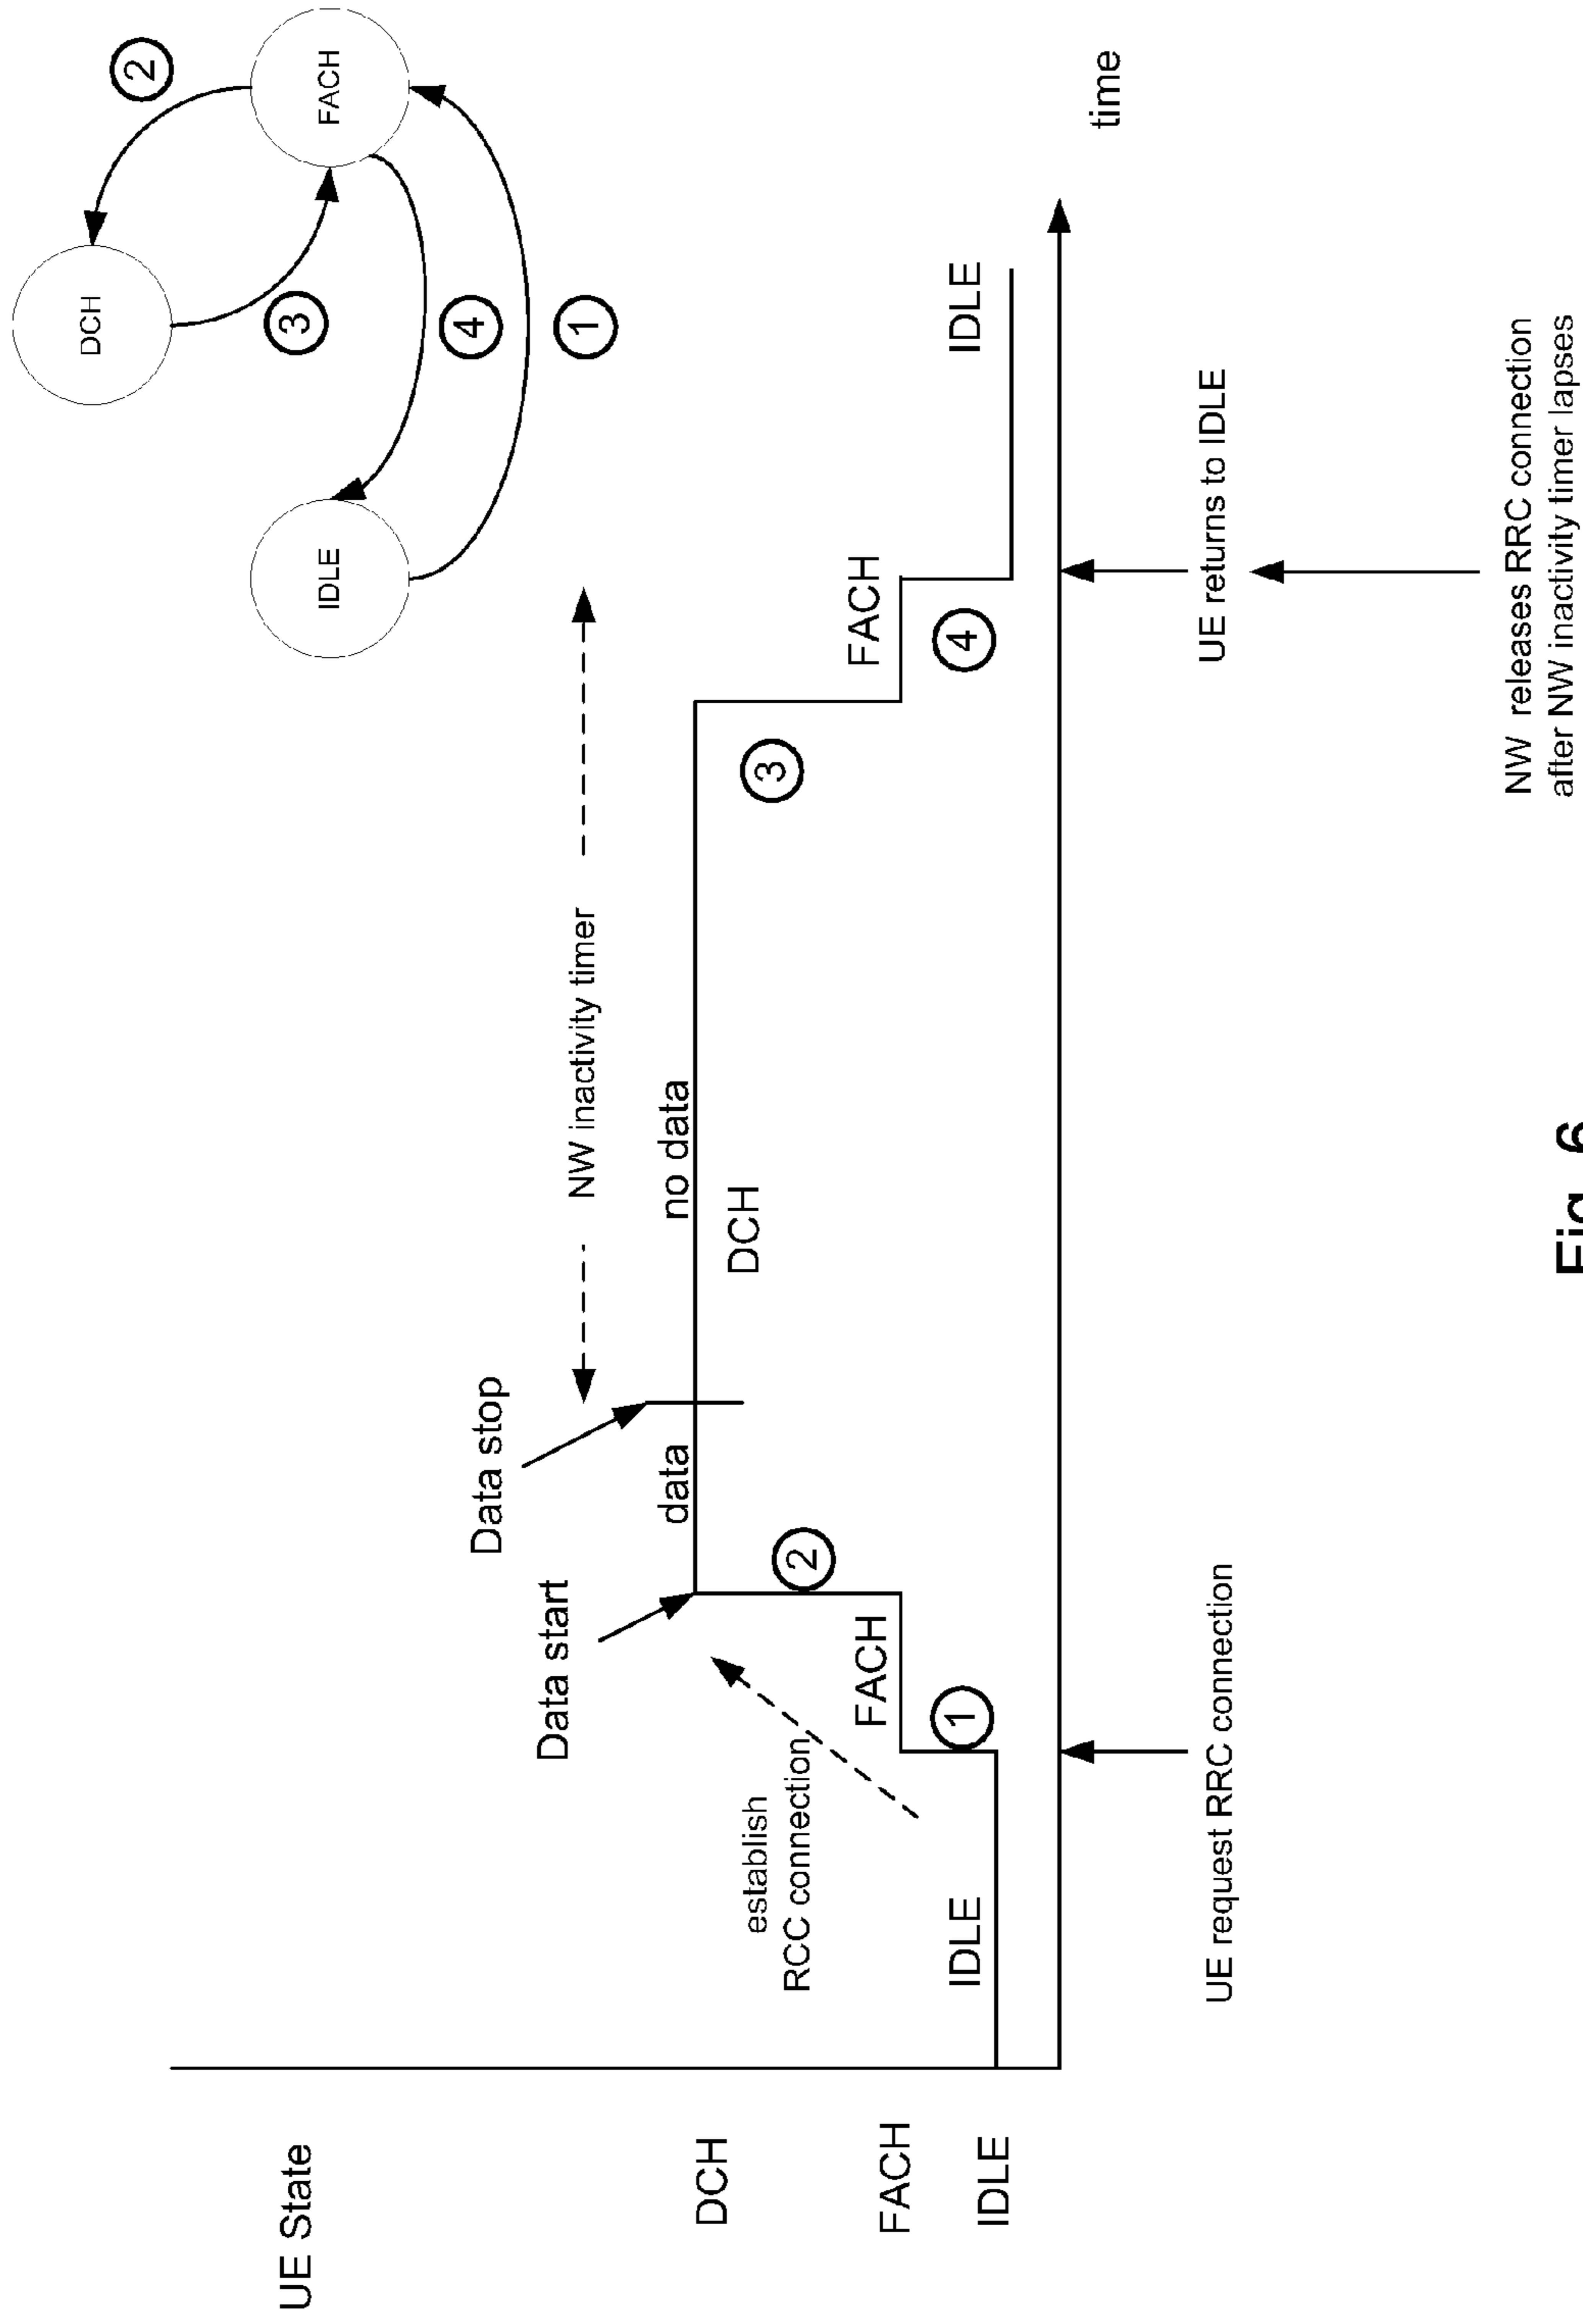 UE State
DCH
FACH
IDLE
IDLE
establish
RCC connection
FACH
1
2
Data start
Data stop
data
no data
DCH
NW inactivity timer
3
FACH
4
IDLE
time
UE request RRC connection
UE returns to IDLE
NW releases RRC connection
after NW inactivity timer lapses
DCH
2
FACH
3
IDLE
4
1
Fig. 6